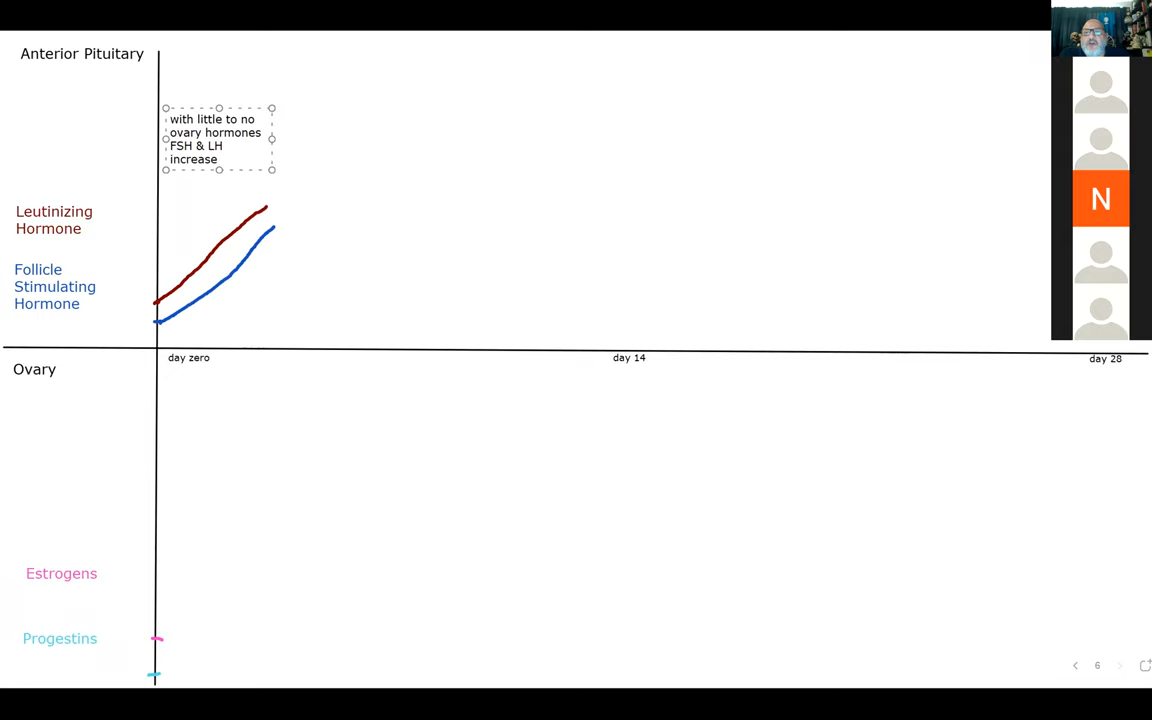 Anterior Pituitary
with little to no
ovary hormones
FSH & LH
increase
Leutinizing
Hormone
Follicle
Stimulating
Hormone
day zero
day 14
day 28
Ovary
Estrogens
Progestins
N
6